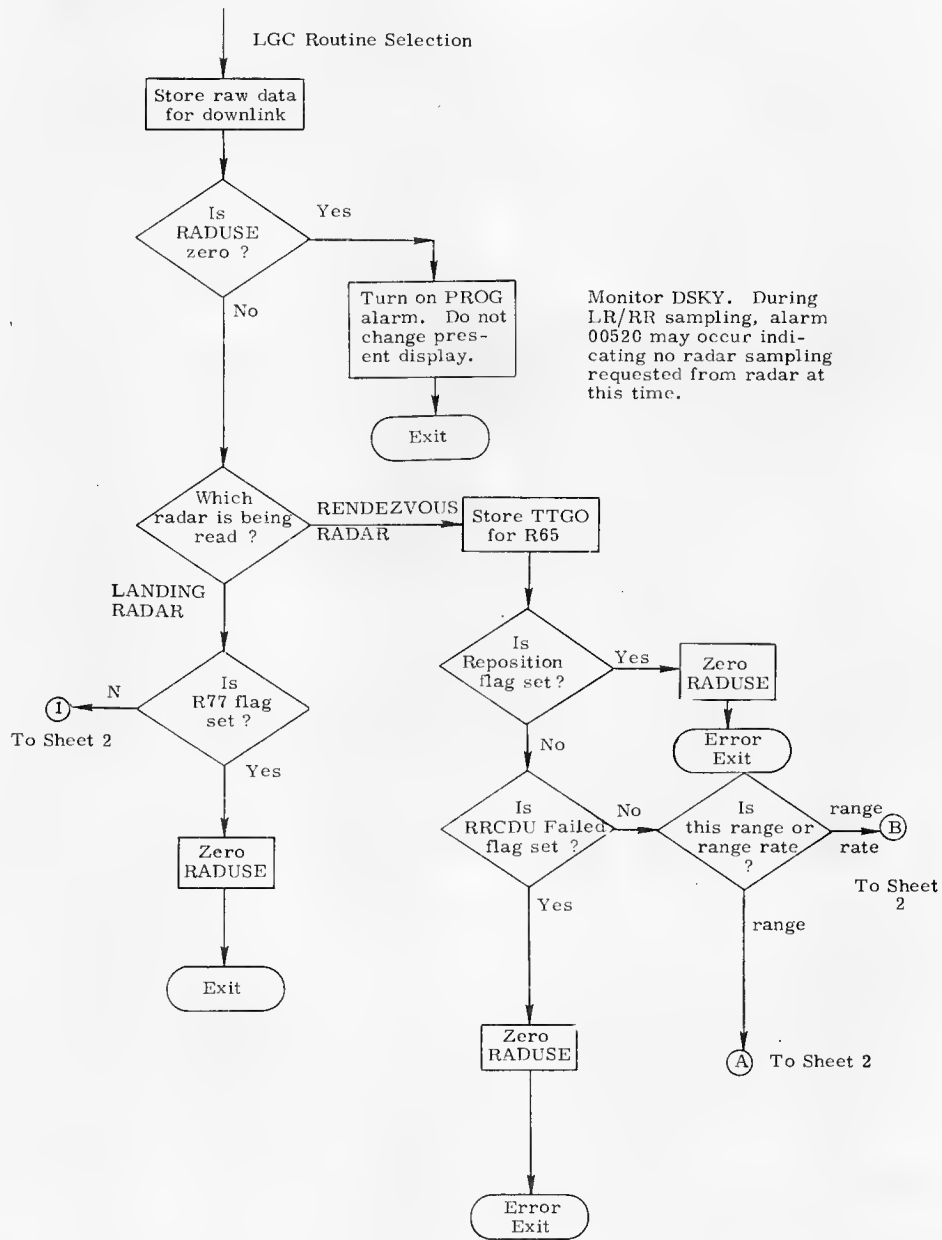 LGC Routine Selection
Store raw data
for downlink
Is
RADUSE
zero ?
Yes
No
Turn on PROG
alarm. Do not
change pres-
ent display.
Exit
Monitor DSKY. During
LR/RR sampling, alarm
00520 may occur indi-
cating no radar sampling
requested from radar at
this time.
Which
radar is being
read ?
RENDEZVOUS
RADAR
Store TTGO
for R65
LANDING
RADAR
Is
R77 flag
set ?
N
1
To Sheet 2
Yes
Zero
RADUSE
Exit
Is
Reposition
flag set ?
Yes
Zero
RADUSE
Error
Exit
No
Is
RRCDU Failed
flag set ?
No
Is
this range or
range rate
?
range
rate
B
To Sheet
2
range
A
To Sheet 2
Yes
Zero
RADUSE
Error
Exit